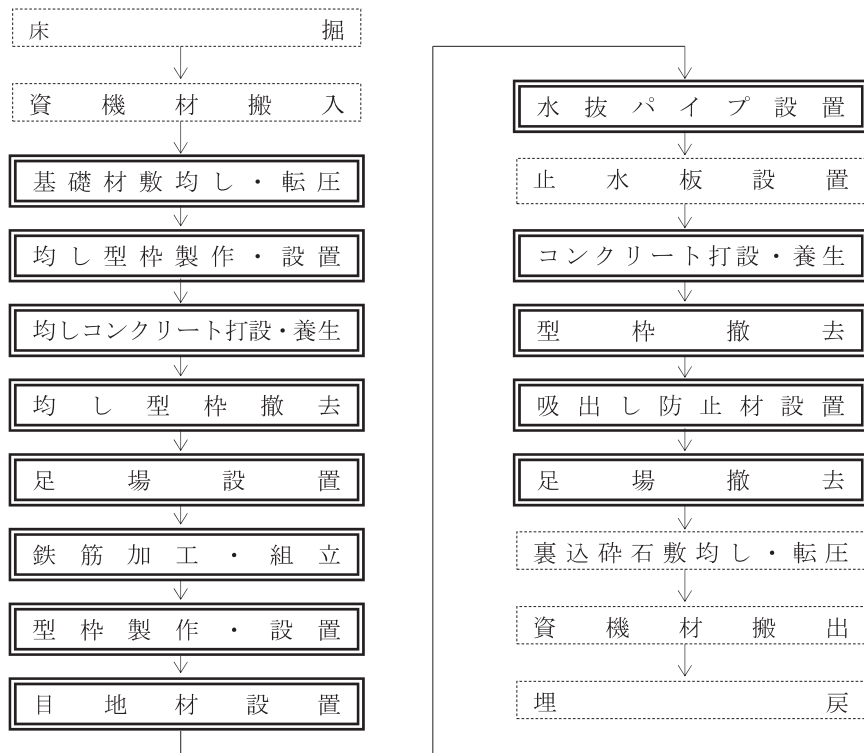 床掘
資機材搬入
基礎材敷均し・転圧
均し型枠製作・設置
均しコンクリート打設・養生
均し型枠撤去
足場設置
鉄筋加工・組立
型枠製作・設置
目地材設置
水抜パイプ設置
止水板設置
コンクリート打設・養生
型枠撤去
吸出し防止材設置
足場撤去
裏込砕石敷均し・転圧
資機材搬出
埋戻